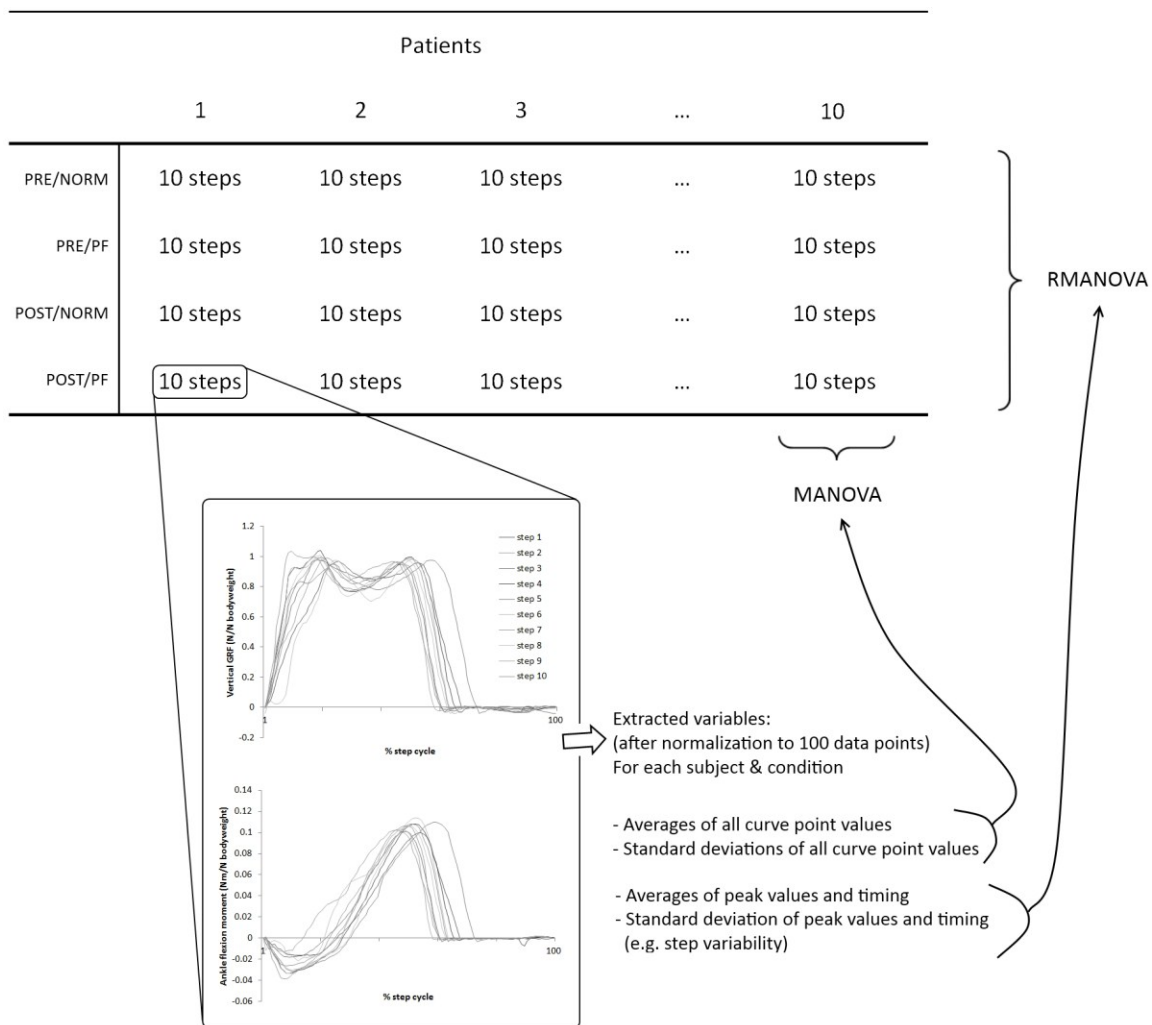 Patients
1 2 3 ... 10
PRE/NORM 10 steps 10 steps 10 steps ... 10 steps
PRE/PF 10 steps 10 steps 10 steps ... 10 steps
POST/NORM 10 steps 10 steps 10 steps ... 10 steps
POST/PF 10 steps 10 steps 10 steps ... 10 steps
RMANOVA
MANOVA
Vertical GRF (N/N bodyweight)
1.2
1
0.8
0.6
0.4
0.2
0
-0.2
1 100
% step cycle
step 1
step 2
step 3
step 4
step 5
step 6
step 7
step 8
step 9
step 10
Ankle flexion moment (Nm/N bodyweight)
0.14
0.12
0.1
0.08
0.06
0.04
0.02
0
-0.02
-0.04
-0.06
1 100
% step cycle
Extracted variables:
(after normalization to 100 data points)
For each subject & condition
- Averages of all curve point values
- Standard deviations of all curve point values
- Averages of peak values and timing
- Standard deviation of peak values and timing
(e.g. step variability)